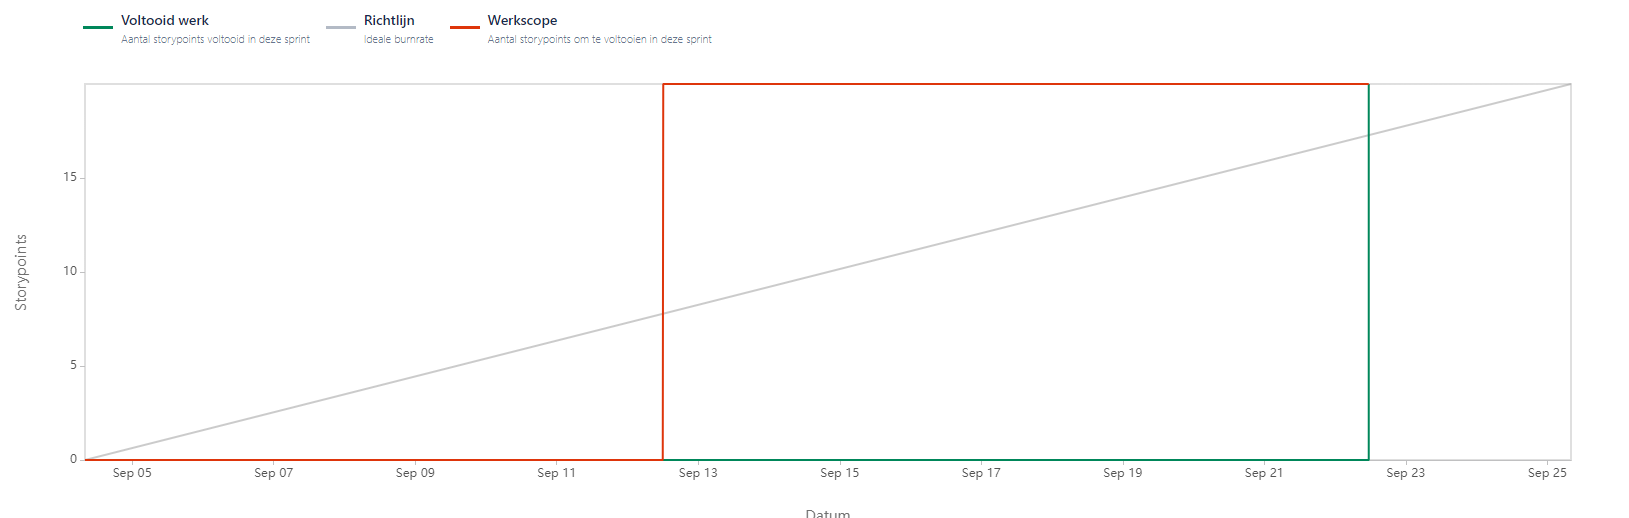 Voltooid werk
Aantal storypoints voltooid in deze sprint
Richtlijn
Ideale burnrate
Werkscope
Aantal storypoints om te voltooien in deze sprint
Storypoints
15
10
5
0
Sep 05 Sep 07 Sep 09 Sep 11 Sep 13 Sep 15 Sep 17 Sep 19 Sep 21 Sep 23 Sep 25
Datum